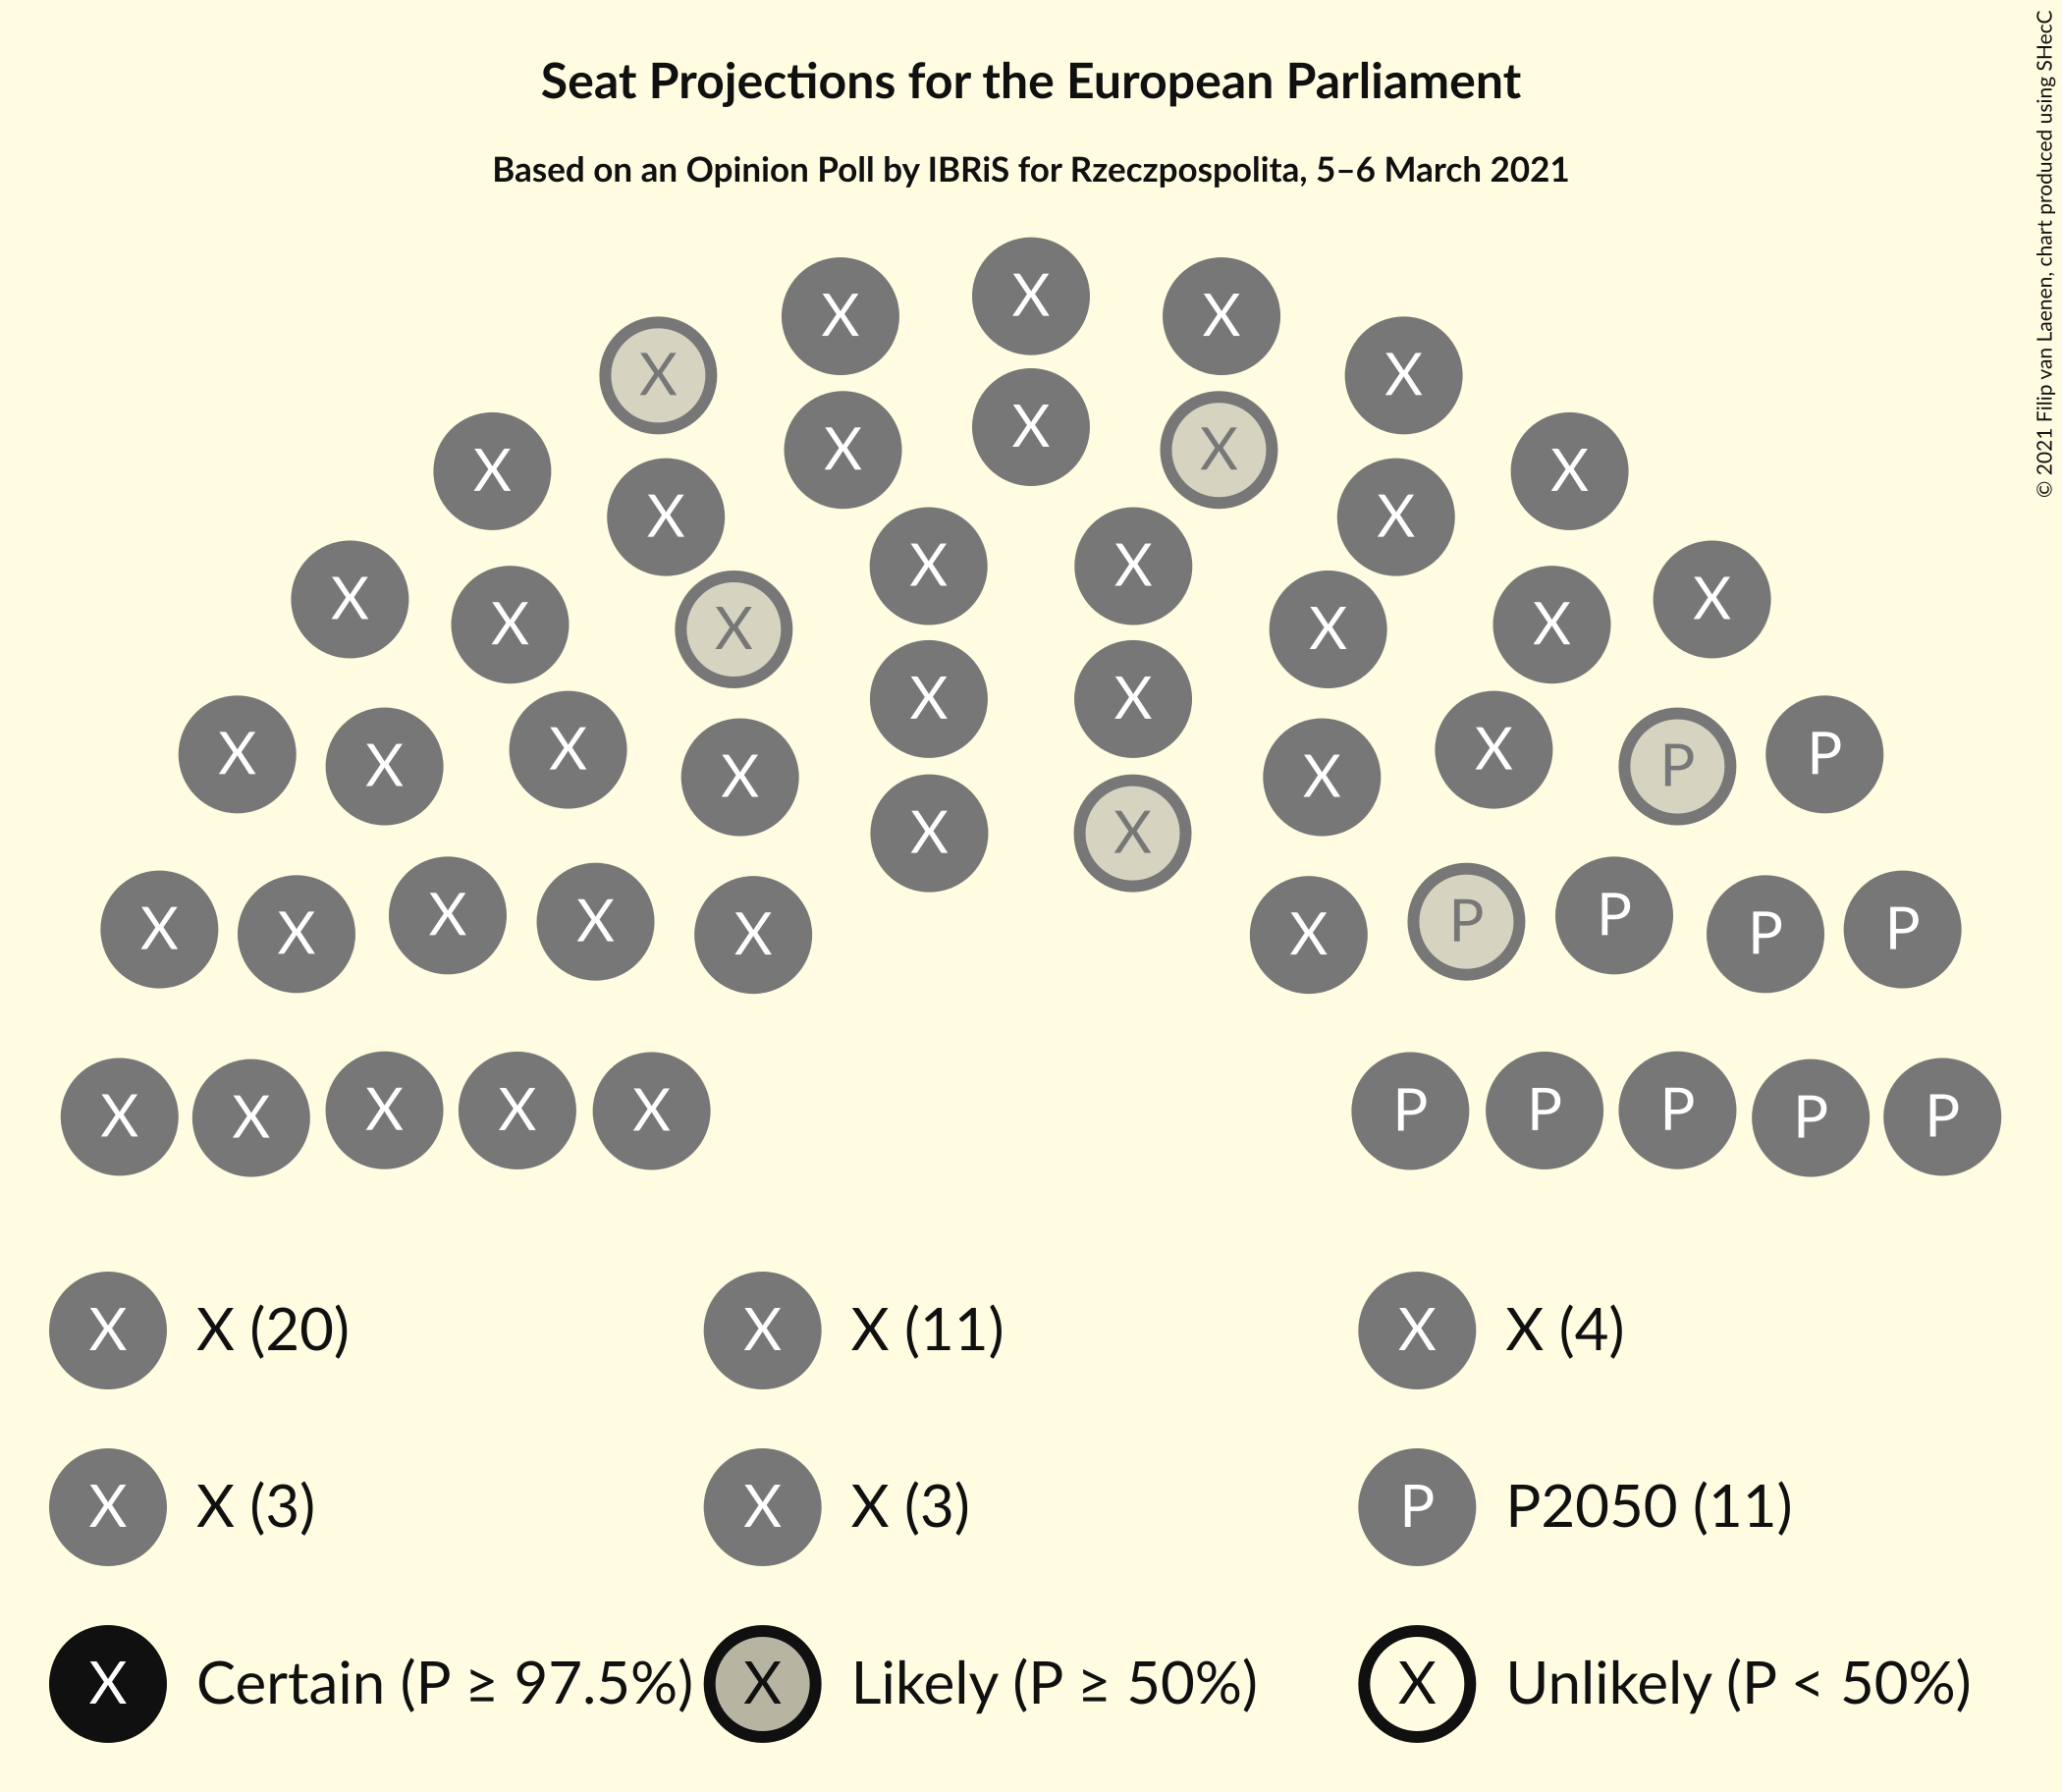 Seat Projections for the European Parliament
Based on an Opinion Poll by IBRiS for Rzeczpospolita, 5–6 March 2021
© 2021 Filip van Laenen, chart produced using SHecC
X X X
X X
X X X
X X
X X
X X
X X X X X X
X X
X X X X X X P P
X X
X X X X X X P P P P
X X X X X P P P P P
X X (20) X X (11) X X (4)
X X (3) X X (3) P P2050 (11)
X Certain (P ≥ 97.5%) X Likely (P ≥ 50%) X Unlikely (P < 50%)